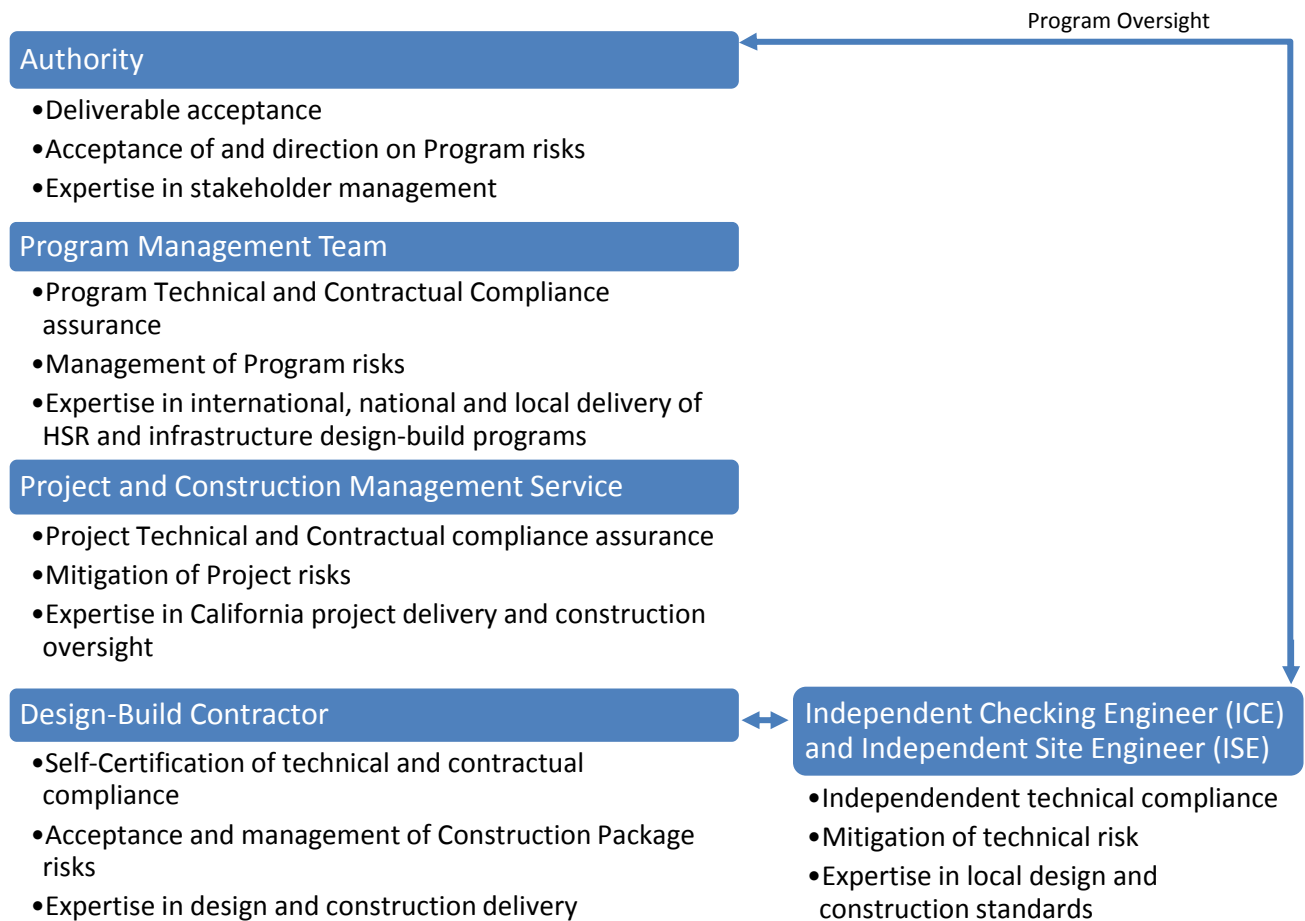 Program Oversight
Authority
•Deliverable acceptance
•Acceptance of and direction on Program risks
•Expertise in stakeholder management
Program Management Team
•Program Technical and Contractual Compliance
assurance
•Management of Program risks
•Expertise in international, national and local delivery of
HSR and infrastructure design-build programs
Project and Construction Management Service
•Project Technical and Contractual compliance assurance
•Mitigation of Project risks
•Expertise in California project delivery and construction
oversight
Design-Build Contractor
•Self-Certification of technical and contractual
compliance
•Acceptance and management of Construction Package
risks
•Expertise in design and construction delivery
Independent Checking Engineer (ICE)
and Independent Site Engineer (ISE)
•Independendent technical compliance
•Mitigation of technical risk
•Expertise in local design and
construction standards